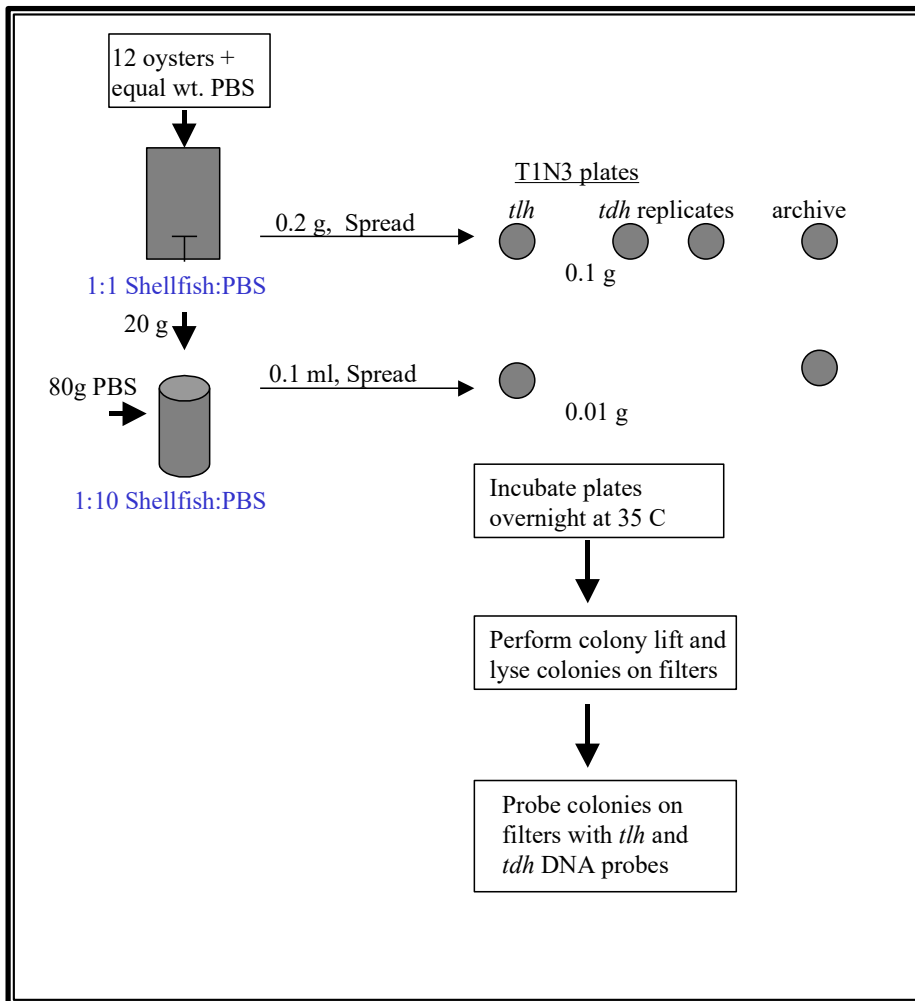 12 oysters +
equal wt. PBS
T1N3 plates
tlh
tdh replicates
archive
0.2 g, Spread
0.1 g
1:1 Shellfish:PBS
20 g
80g PBS
0.1 ml, Spread
0.01 g
1:10 Shellfish:PBS
Incubate plates
overnight at 35 C
Perform colony lift and
lyse colonies on filters
Probe colonies on
filters with tlh and
tdh DNA probes